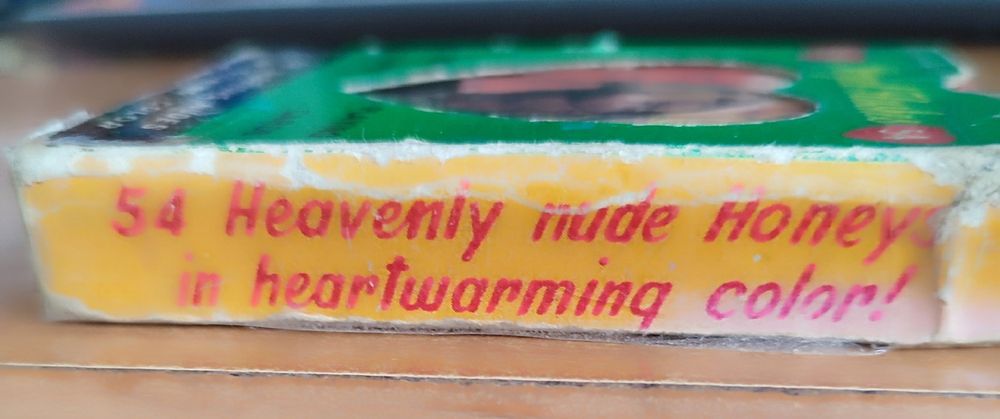 54 Heavenly nude Honeys
in heartwarming color!